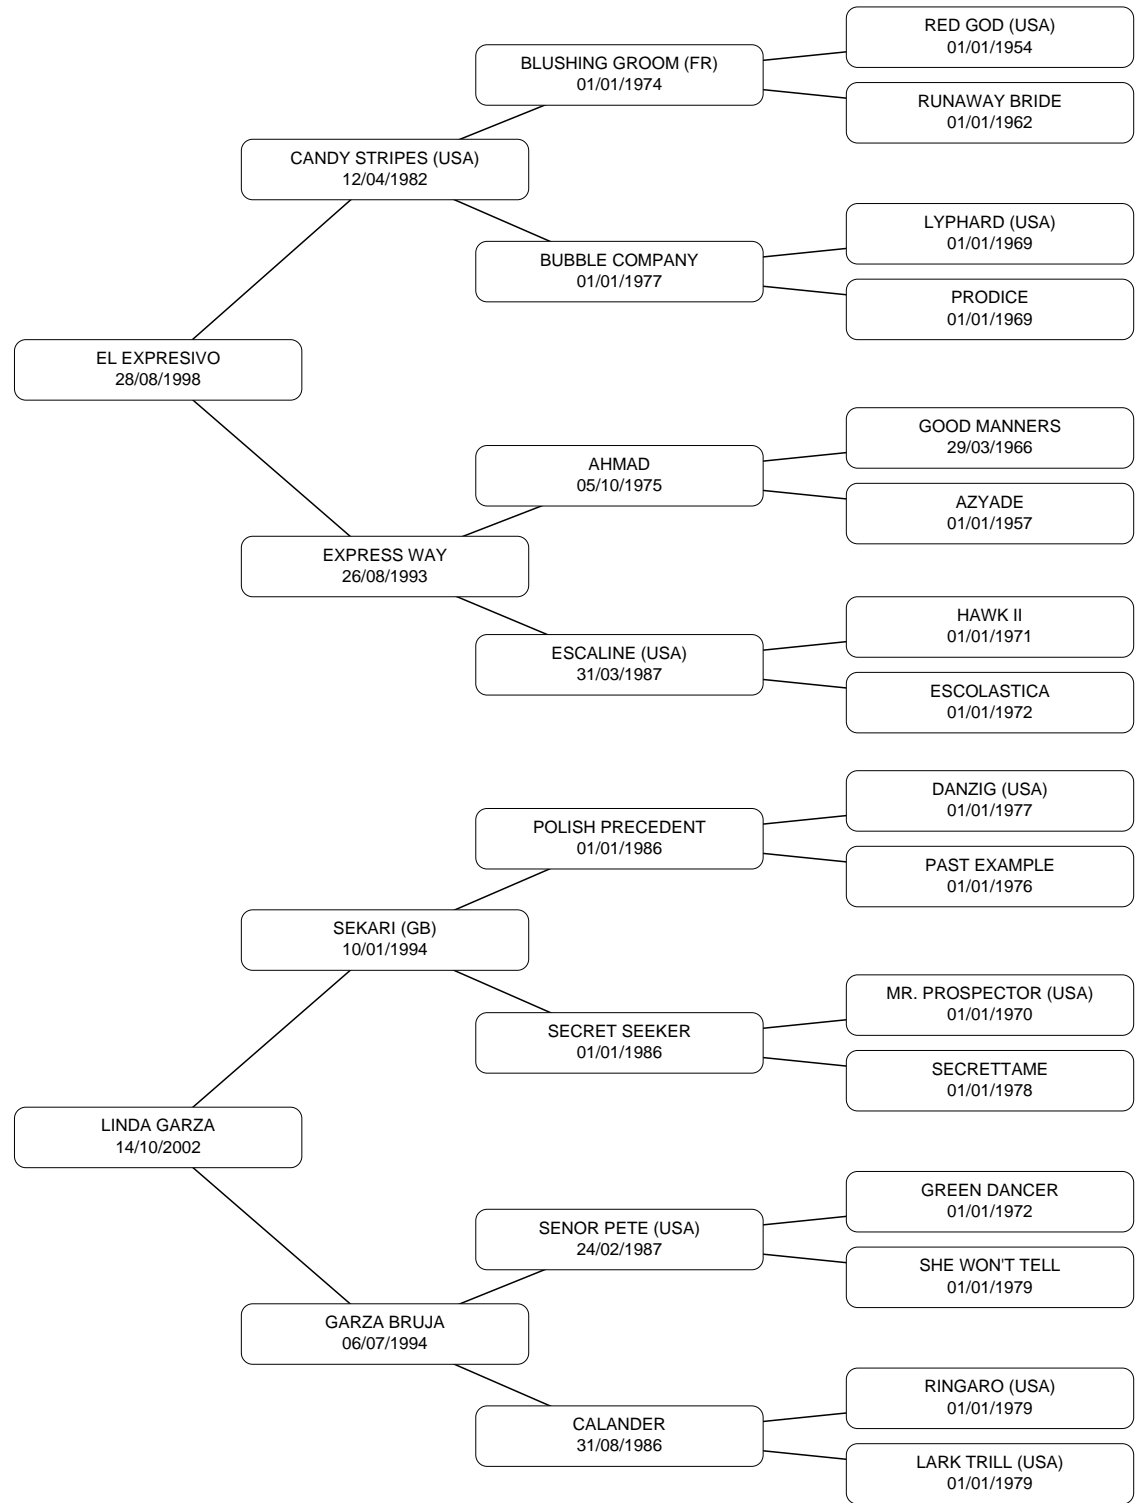 RED GOD (USA)
01/01/1954
BLUSHING GROOM (FR)
01/01/1974
RUNAWAY BRIDE
01/01/1962
CANDY STRIPES (USA)
12/04/1982
LYPHARD (USA)
01/01/1969
BUBBLE COMPANY
01/01/1977
PRODICE
01/01/1969
EL EXPRESIVO
28/08/1998
GOOD MANNERS
29/03/1966
AHMAD
05/10/1975
AZYADE
01/01/1957
EXPRESS WAY
26/08/1993
HAWK II
01/01/1971
ESCALINE (USA)
31/03/1987
ESCOLASTICA
01/01/1972
DANZIG (USA)
01/01/1977
POLISH PRECEDENT
01/01/1986
PAST EXAMPLE
01/01/1976
SEKARI (GB)
10/01/1994
MR. PROSPECTOR (USA)
01/01/1970
SECRET SEEKER
01/01/1986
SECRETTAME
01/01/1978
LINDA GARZA
14/10/2002
GREEN DANCER
01/01/1972
SENOR PETE (USA)
24/02/1987
SHE WON'T TELL
01/01/1979
GARZA BRUJA
06/07/1994
RINGARO (USA)
01/01/1979
CALANDER
31/08/1986
LARK TRILL (USA)
01/01/1979